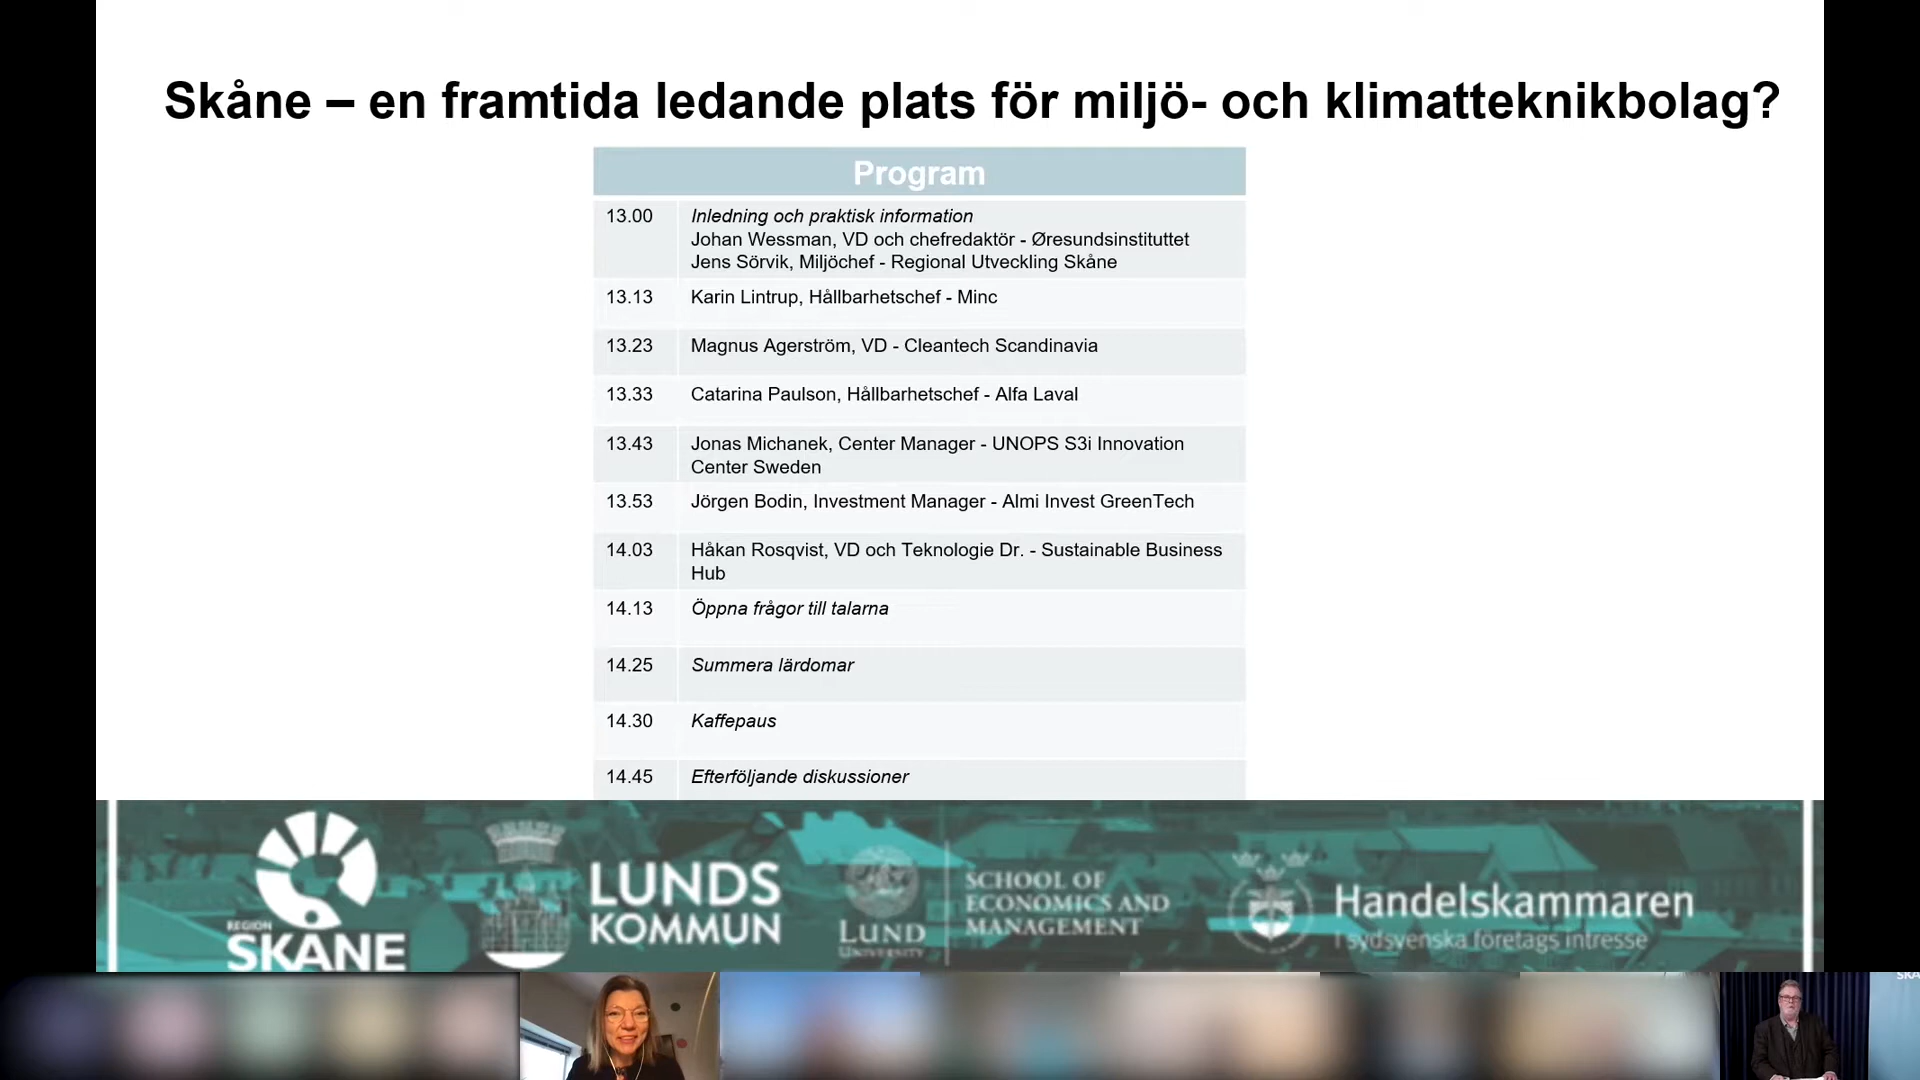 Skåne – en framtida ledande plats för miljö- och klimatteknikbolag?
Program
13.00 Inledning och praktisk information
Johan Wessman, VD och chefredaktör - Øresundsinstituttet
Jens Sörvik, Miljöchef - Regional Utveckling Skåne
13.13 Karin Lintrup, Hållbarhetschef - Minc
13.23 Magnus Agerström, VD - Cleantech Scandinavia
13.33 Catarina Paulson, Hållbarhetschef - Alfa Laval
13.43 Jonas Michanek, Center Manager - UNOPS S3i Innovation
Center Sweden
13.53 Jörgen Bodin, Investment Manager - Almi Invest GreenTech
14.03 Håkan Rosqvist, VD och Teknologie Dr. - Sustainable Business
Hub
14.13 Öppna frågor till talarna
14.25 Summera lärdomar
14.30 Kaffepaus
14.45 Efterföljande diskussioner
REGION
SKÅNE
LUNDS
KOMMUN
LUND
UNIVERSITY
SCHOOL OF
ECONOMICS AND
MANAGEMENT
Handelskammaren
I sydsvenska företags intresse
SKÅ